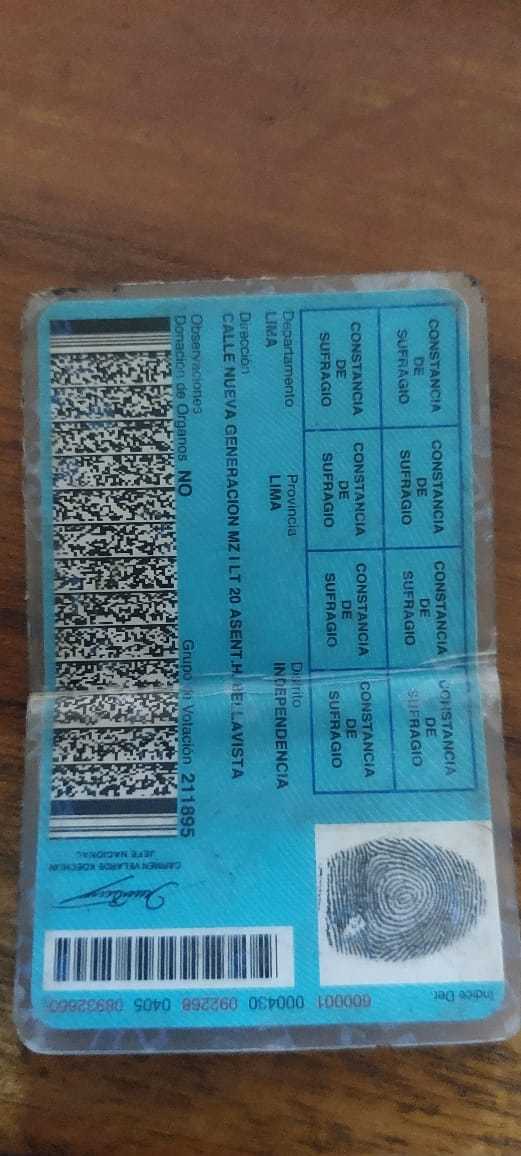 CONSTANCIA CONSTANCIA CONSTANCIA CONSTANCIA
DE DE DE DE
SUFRAGIO SUFRAGIO SUFRAGIO SUFRAGIO
CONSTANCIA CONSTANCIA CONSTANCIA CONSTANCIA
DE DE DE DE
SUFRAGIO SUFRAGIO SUFRAGIO SUFRAGIO
Indice Der.
Departamento Provincia Distrito
LIMA LIMA INDEPENDENCIA
Dirección
CALLE NUEVA GENERACION MZ I LT 20 ASENT.H.BELLAVISTA
Observaciones
Donación de Organos NO Grupo de Votación 211895
CARMEN VELARDE KOECHLIN
JEFE NACIONAL
600001 000430 092268 0405